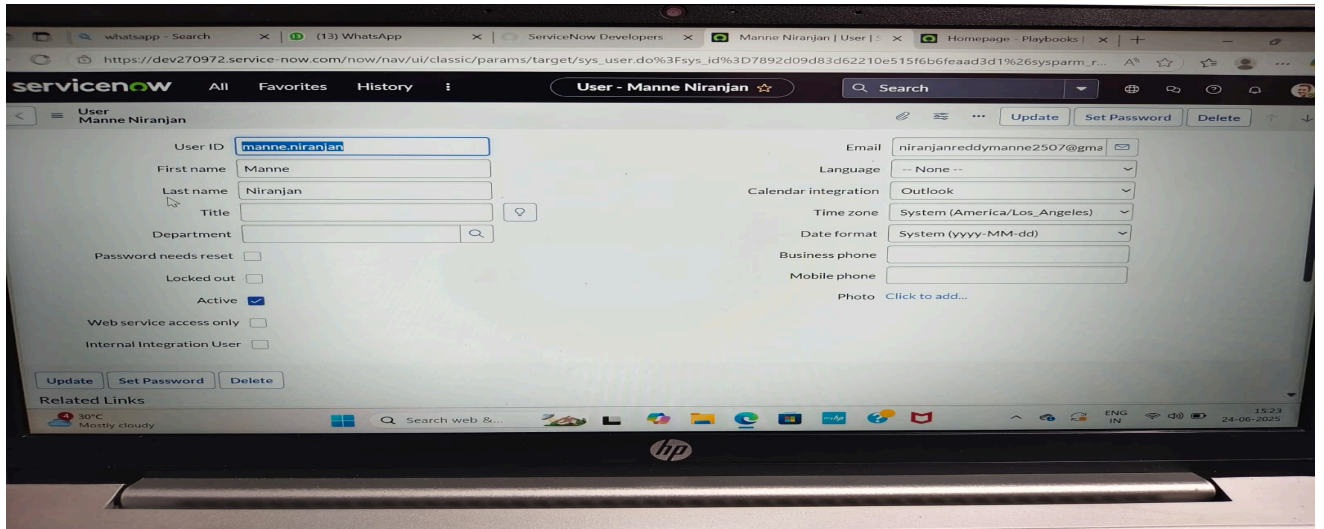 whatsapp - Search
(13) WhatsApp
ServiceNow Developers
Manne Niranjan | User | S
Homepage - Playbooks |
https://dev270972.service-now.com/now/nav/ui/classic/params/target/sys_user.do%3Fsys_id%3D7892d09d83d62210e515f6b6feaad3d1%26sysparm_r...
servicenow All Favorites History User - Manne Niranjan Search
User
Manne Niranjan
Update Set Password Delete
User ID manne.niranjan
First name Manne
Last name Niranjan
Title
Department
Password needs reset
Locked out
Active
Web service access only
Internal Integration User
Email niranjanreddymanne2507@gma
Language -- None --
Calendar integration Outlook
Time zone System (America/Los_Angeles)
Date format System (yyyy-MM-dd)
Business phone
Mobile phone
Photo Click to add...
Update Set Password Delete
Related Links
4
30°C
Mostly cloudy
Search web &...
ENG
IN
15:23
24-06-2025
hp